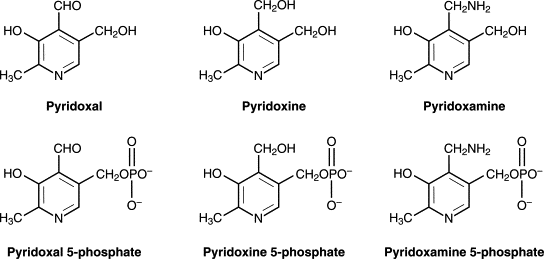 CHO
HO
CH₂OH
H₃C
N
Pyridoxal
CH₂OH
HO
CH₂OH
H₃C
N
Pyridoxine
CH₂NH₂
HO
CH₂OH
H₃C
N
Pyridoxamine
O
CHO
HO
CH₂OPO⁻
O⁻
H₃C
N
Pyridoxal 5-phosphate
O
CH₂OH
HO
CH₂OPO⁻
O⁻
H₃C
N
Pyridoxine 5-phosphate
O
CH₂NH₂
HO
CH₂OPO⁻
O⁻
H₃C
N
Pyridoxamine 5-phosphate